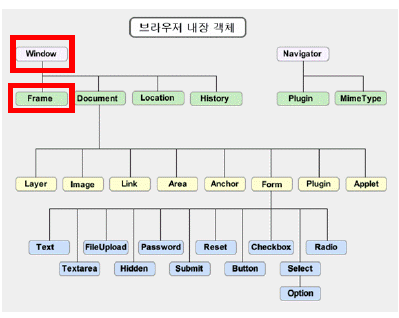 브라우저 내장 객체
Window Navigator
Frame Document Location History Plugin MimeType
Layer Image Link Area Anchor Form Plugin Applet
Text FileUpload Password Reset Checkbox Radio
Textarea Hidden Submit Button Select
Option